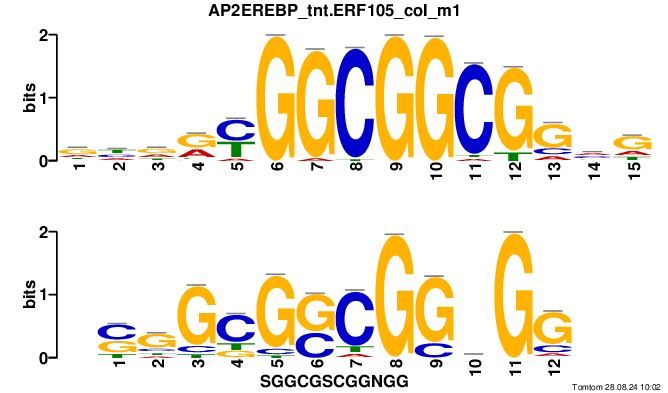 AP2EREBP_tnt.ERF105_col_m1
2
bits
1
0
1 2 3 4 5 6 7 8 9 10 11 12 13 14 15
2
bits
1
0
1 2 3 4 5 6 7 8 9 10 11 12
SGGCGSCGGNGG
Tomtom 28.08.24 10:02